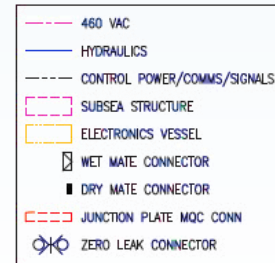 460 VAC
HYDRAULICS
CONTROL POWER/COMMS/SIGNALS
SUBSEA STRUCTURE
ELECTRONICS VESSEL
WET MATE CONNECTOR
DRY MATE CONNECTOR
JUNCTION PLATE MQC CONN
ZERO LEAK CONNECTOR